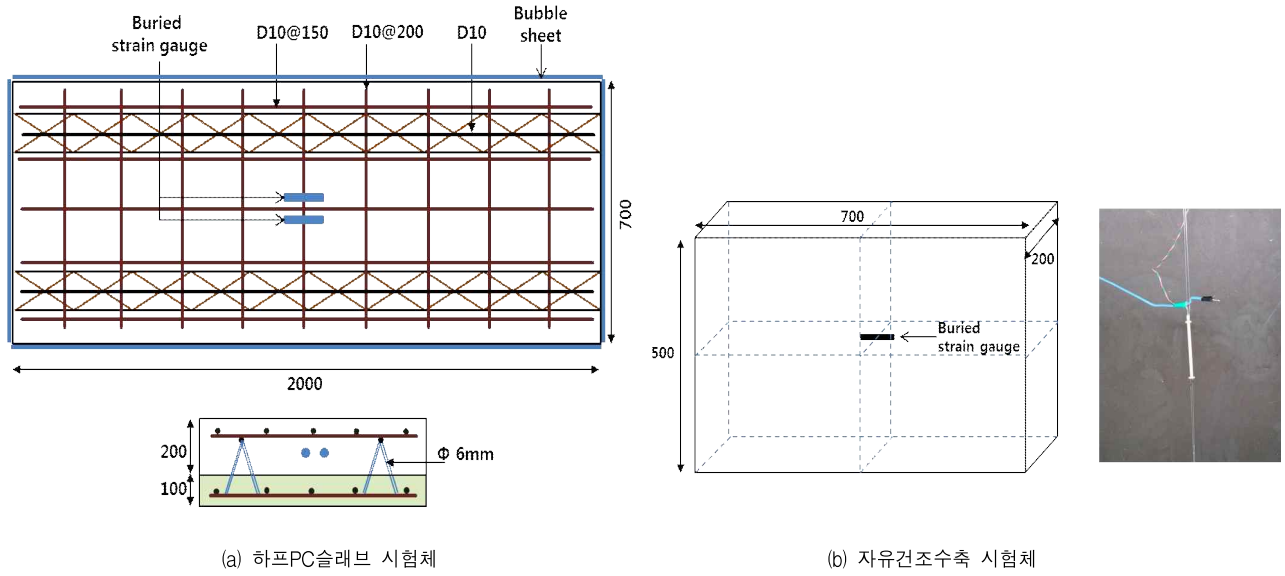 Buried
strain gauge
D10@150
D10@200
D10
Bubble
sheet
700
2000
200
100
Φ 6mm
(a) 하프PC슬래브 시험체
700
200
500
Buried
strain gauge
(b) 자유건조수축 시험체